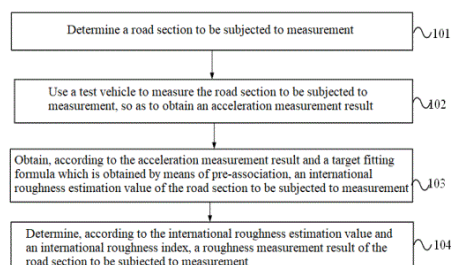 Determine a road section to be subjected to measurement
101
Use a test vehicle to measure the road section to be subjected to
measurement, so as to obtain an acceleration measurement result
102
Obtain, according to the acceleration measurement result and a target fitting
formula which is obtained by means of pre-association, an international
roughness estimation value of the road section to be subjected to measurement
103
Determine, according to the international roughness estimation value and
an international roughness index, a roughness measurement result of the
road section to be subjected to measurement
104